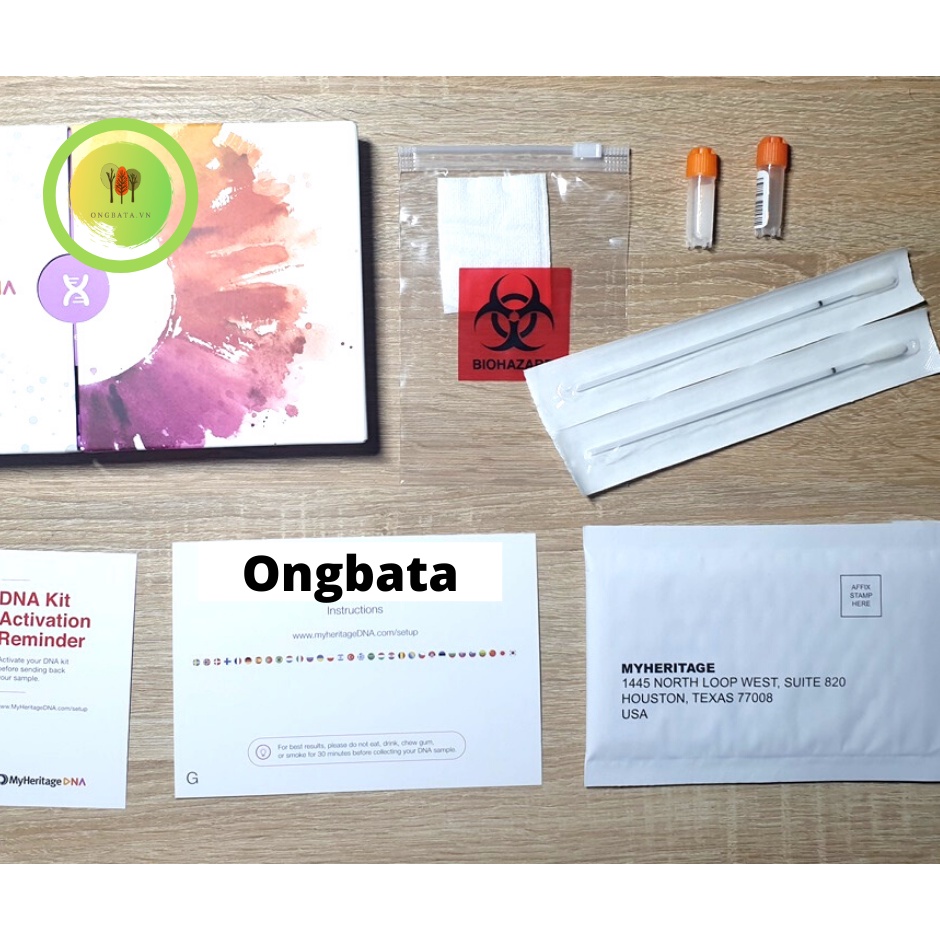 ONGBATA.VN
NA
BIOHAZARD
DNA Kit
Activation
Reminder
Activate your DNA kit
before sending back
your sample.
www.MyHeritageDNA.com/setup
MyHeritage DNA
Ongbata
Instructions
www.myheritageDNA.com/setup
For best results, please do not eat, drink, chew gum,
or smoke for 30 minutes before collecting your DNA sample.
G
AFFIX
STAMP
HERE
MYHERITAGE
1445 NORTH LOOP WEST, SUITE 820
HOUSTON, TEXAS 77008
USA